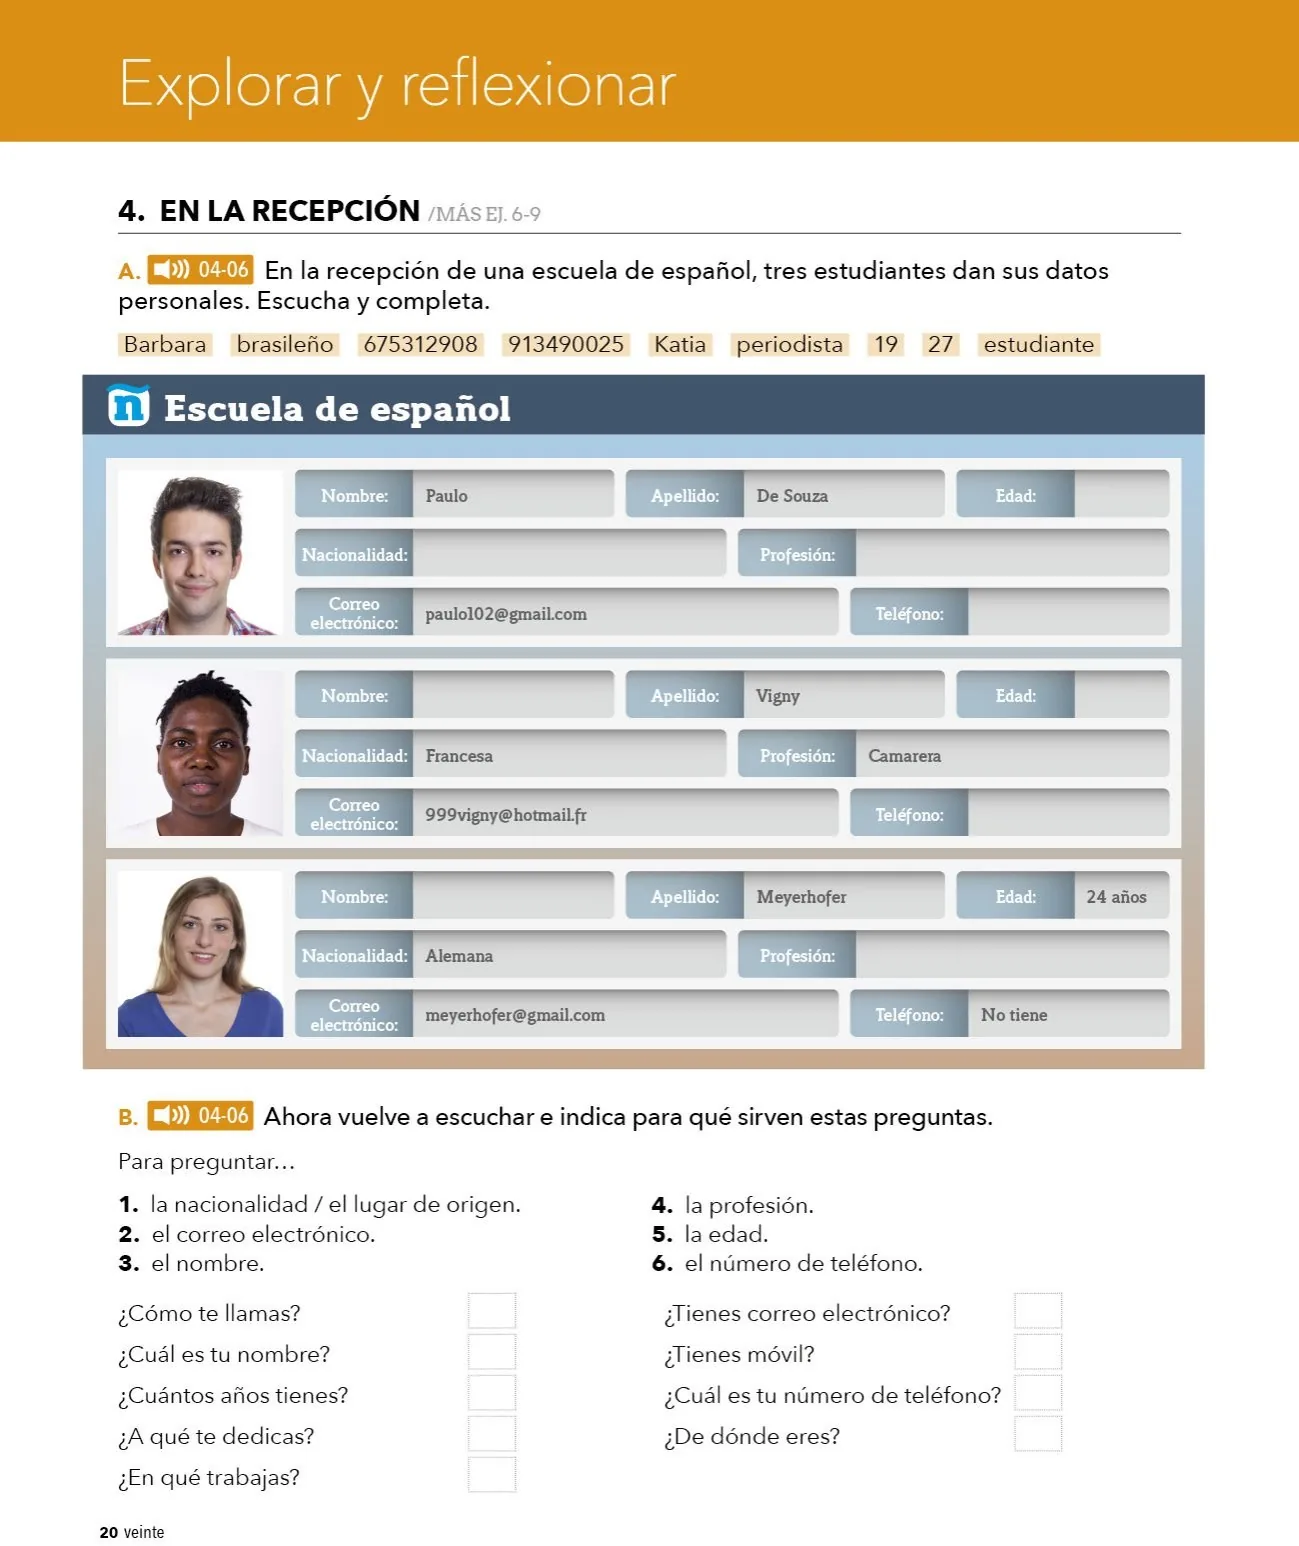 Explorar y reflexionar
4. EN LA RECEPCIÓN /MÁS EJ. 6-9
A. 04-06 En la recepción de una escuela de español, tres estudiantes dan sus datos
personales. Escucha y completa.
Barbara brasileño 675312908 913490025 Katia periodista 19 27 estudiante
ñ Escuela de español
Nombre: Paulo Apellido: De Souza Edad:
Nacionalidad: Profesión:
Correo
electrónico: paulo102@gmail.com Teléfono:
Nombre: Apellido: Vigny Edad:
Nacionalidad: Francesa Profesión: Camarera
Correo
electrónico: 999vigny@hotmail.fr Teléfono:
Nombre: Apellido: Meyerhofer Edad: 24 años
Nacionalidad: Alemana Profesión:
Correo
electrónico: meyerhofer@gmail.com Teléfono: No tiene
B. 04-06 Ahora vuelve a escuchar e indica para qué sirven estas preguntas.
Para preguntar...
1. la nacionalidad / el lugar de origen.
2. el correo electrónico.
3. el nombre.
4. la profesión.
5. la edad.
6. el número de teléfono.
¿Cómo te llamas?
¿Cuál es tu nombre?
¿Cuántos años tienes?
¿A qué te dedicas?
¿En qué trabajas?
¿Tienes correo electrónico?
¿Tienes móvil?
¿Cuál es tu número de teléfono?
¿De dónde eres?
20 veinte